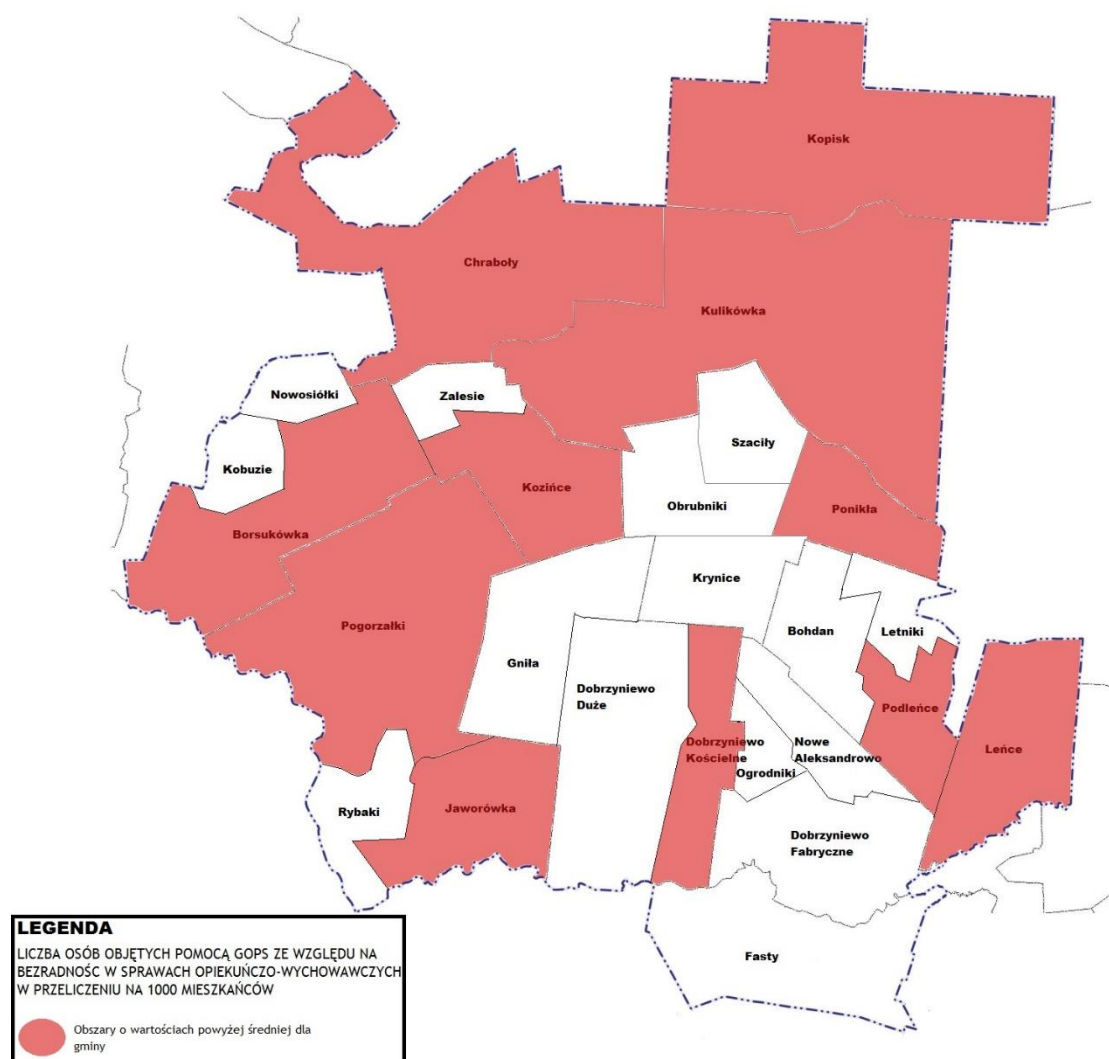 Kopisk
Chraboły
Kulikówka
Nowosiółki
Zalesie
Szaciły
Kobuzie
Kozińce
Obrubniki
Ponikła
Borsukówka
Krynice
Pogorzałki
Bohdan
Letniki
Gniła
Dobrzyniewo
Duże
Podleńce
Dobrzyniewo
Kościelne
Nowe
Aleksandrowo
Leńce
Ogrodniki
Rybaki
Jaworówka
Dobrzyniewo
Fabryczne
Fasty
LEGENDA
LICZBA OSÓB OBJĘTYCH POMOCĄ GOPS ZE WZGLĘDU NA
BEZRADNOŚC W SPRAWACH OPIEKUŃCZO-WYCHOWAWCZYCH
W PRZELICZENIU NA 1000 MIESZKAŃCÓW
Obszary o wartościach powyżej średniej dla
gminy